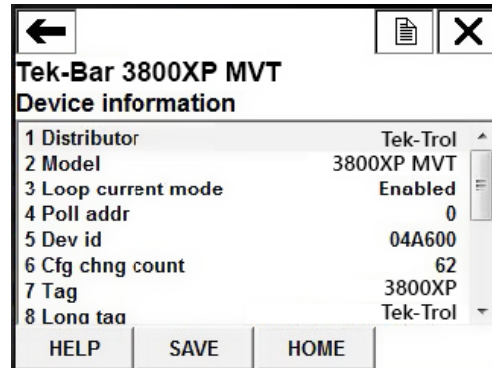 Tek-Bar 3800XP MVT
Device information
1 Distributor Tek-Trol
2 Model 3800XP MVT
3 Loop current mode Enabled
4 Poll addr 0
5 Dev id 04A600
6 Cfg chng count 62
7 Tag 3800XP
8 Long tag Tek-Trol
HELP SAVE HOME